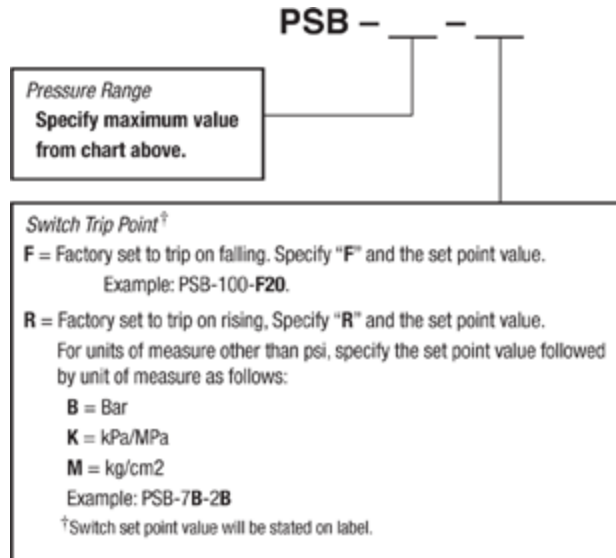 PSB – ___ – ___
Pressure Range
Specify maximum value
from chart above.
Switch Trip Point†
F = Factory set to trip on falling. Specify "F" and the set point value.
Example: PSB-100-F20.
R = Factory set to trip on rising, Specify "R" and the set point value.
For units of measure other than psi, specify the set point value followed
by unit of measure as follows:
B = Bar
K = kPa/MPa
M = kg/cm2
Example: PSB-7B-2B
†Switch set point value will be stated on label.